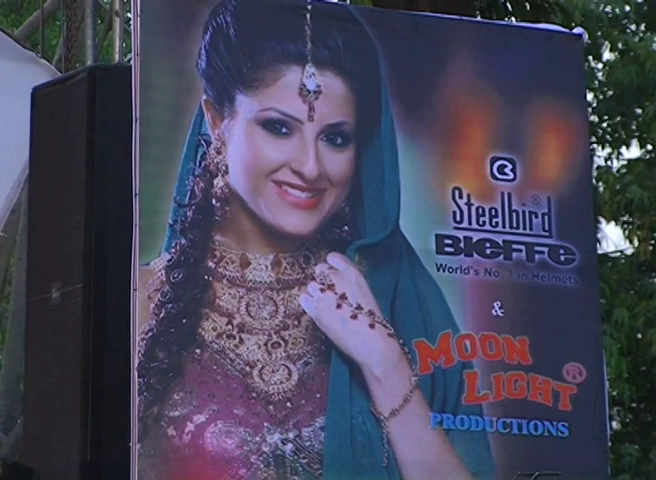 Steelbird®
BIEFFE
World's No. 1 in Helmets
&
MOON
LIGHT®
PRODUCTIONS